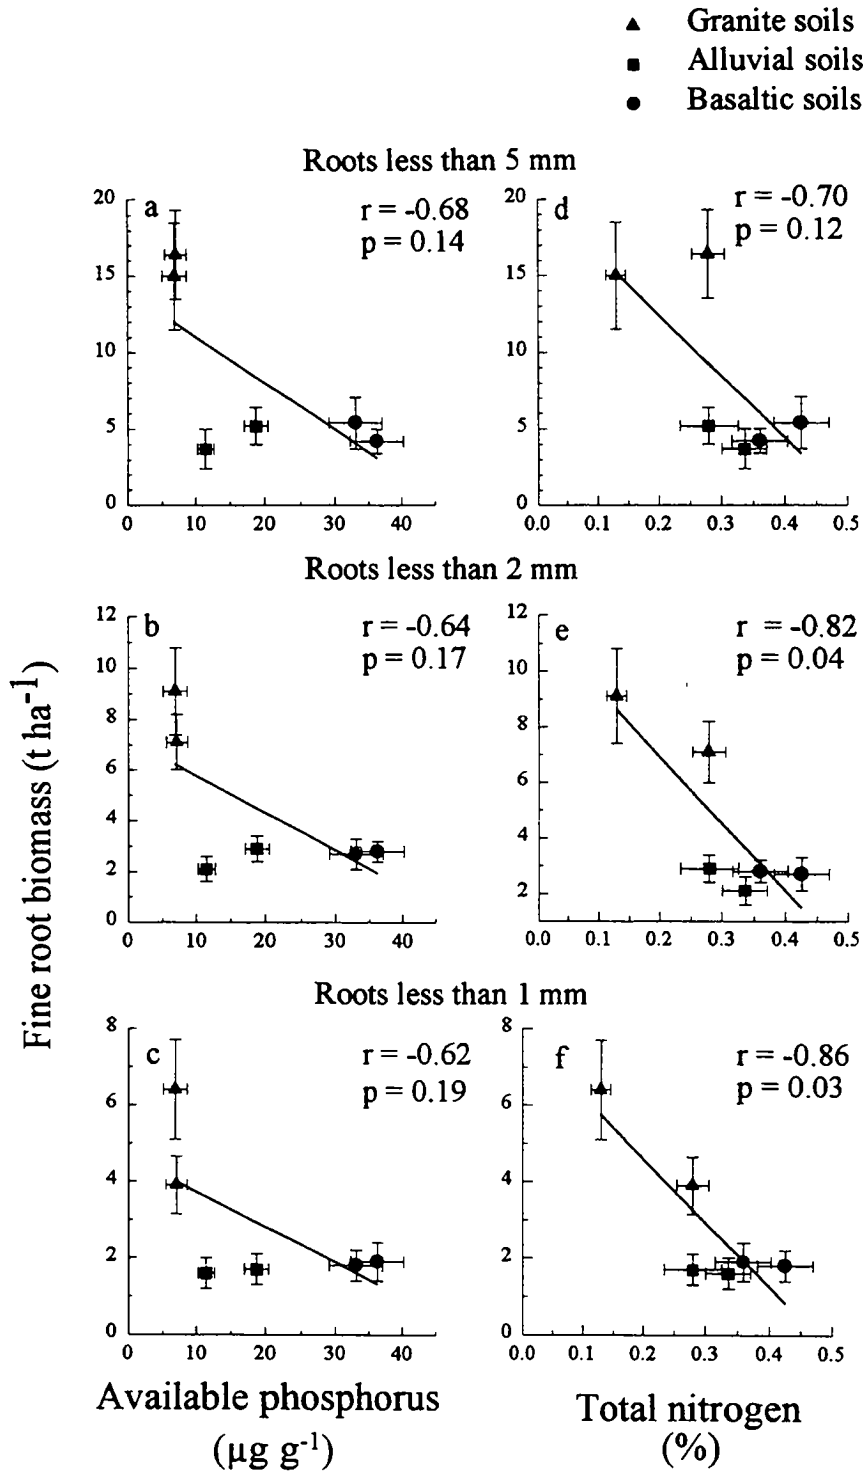 Granite soils
Alluvial soils
Basaltic soils
Roots less than 5 mm
a
r = -0.68
p = 0.14
20
15
10
5
0
0 10 20 30 40
d
r = -0.70
p = 0.12
20
15
10
5
0
0.0 0.1 0.2 0.3 0.4 0.5
Roots less than 2 mm
b
r = -0.64
p = 0.17
12
10
8
6
4
2
0
0 10 20 30 40
e
r = -0.82
p = 0.04
12
10
8
6
4
2
0.0 0.1 0.2 0.3 0.4 0.5
Roots less than 1 mm
c
r = -0.62
p = 0.19
8
6
4
2
0
0 10 20 30 40
f
r = -0.86
p = 0.03
8
6
4
2
0
0.0 0.1 0.2 0.3 0.4 0.5
Fine root biomass (t ha⁻¹)
Available phosphorus
(µg g⁻¹)
Total nitrogen
(%)